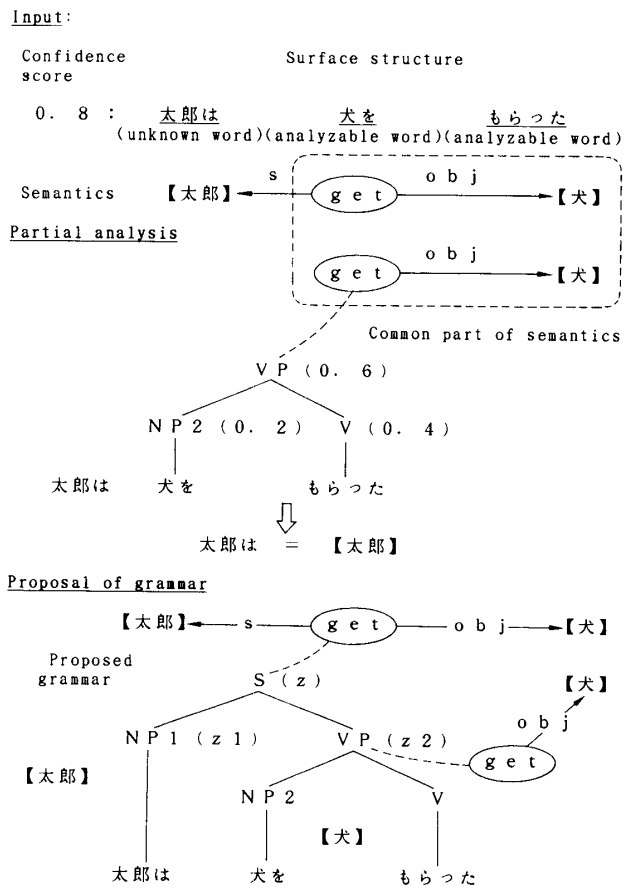 Input:
Confidence score Surface structure
0. 8 : 太郎は 犬を もらった
(unknown word)(analyzable word)(analyzable word)
Semantics 【太郎】 s get obj 【犬】
Partial analysis
get obj 【犬】
Common part of semantics
VP (0. 6)
NP2 (0. 2) V (0. 4)
太郎は 犬を もらった
太郎は = 【太郎】
Proposal of grammar
【太郎】 s get obj 【犬】
Proposed grammar
S (z) 【犬】
obj
NP1 (z1) VP (z2) get
【太郎】
NP2 V
【犬】
太郎は 犬を もらった